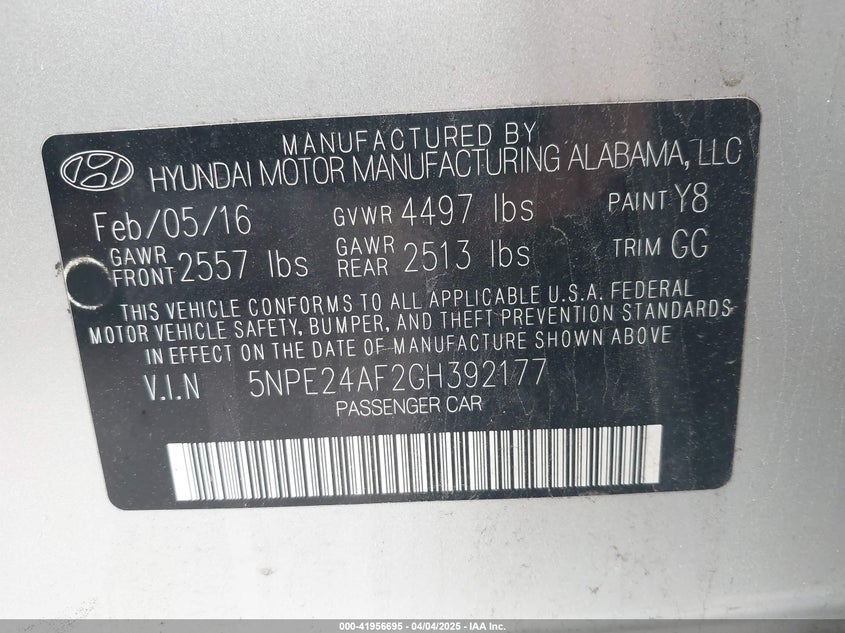 MANUFACTURED BY
HYUNDAI MOTOR MANUFACTURING ALABAMA, LLC
Feb/05/16 GVWR 4497 lbs PAINT Y8
GAWR FRONT 2557 lbs GAWR REAR 2513 lbs TRIM GG
THIS VEHICLE CONFORMS TO ALL APPLICABLE U.S.A. FEDERAL
MOTOR VEHICLE SAFETY, BUMPER, AND THEFT PREVENTION STANDARDS
IN EFFECT ON THE DATE OF MANUFACTURE SHOWN ABOVE
V.I.N 5NPE24AF2GH392177
PASSENGER CAR
000-41956695 - 04/04/2025 - IAA Inc.